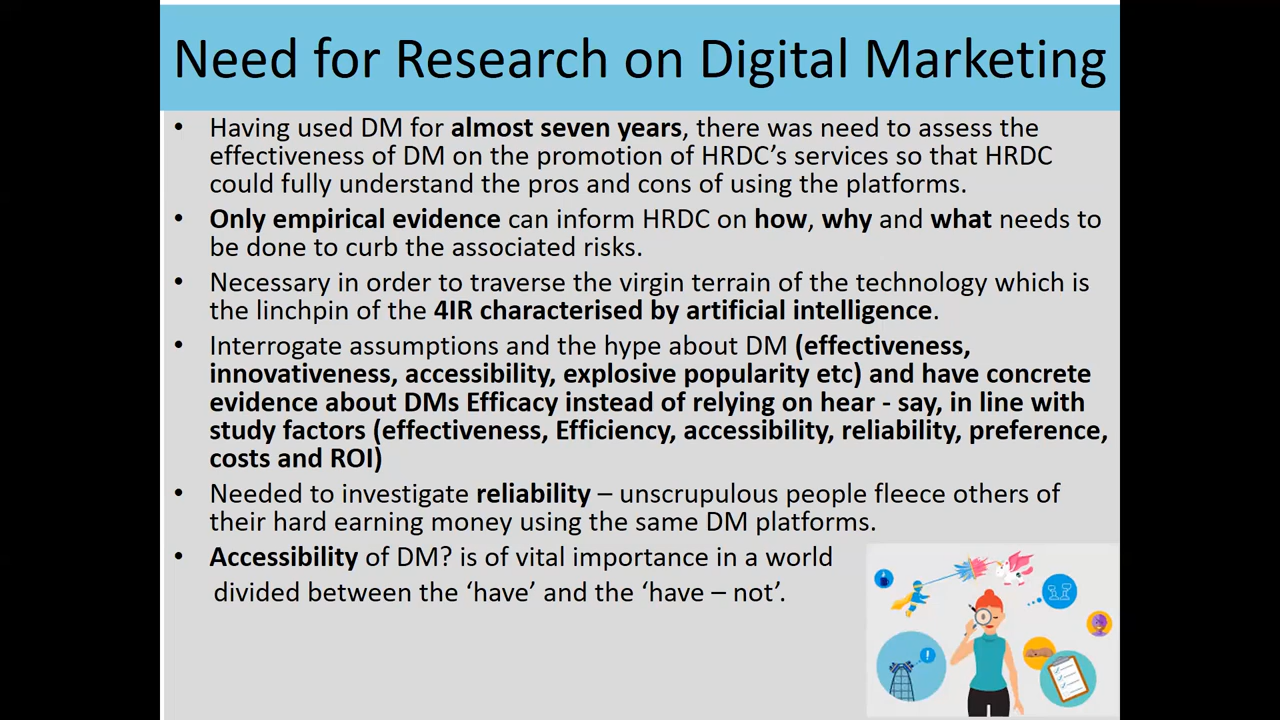 Need for Research on Digital Marketing
• Having used DM for almost seven years, there was need to assess the
effectiveness of DM on the promotion of HRDC’s services so that HRDC
could fully understand the pros and cons of using the platforms.
• Only empirical evidence can inform HRDC on how, why and what needs to
be done to curb the associated risks.
• Necessary in order to traverse the virgin terrain of the technology which is
the linchpin of the 4IR characterised by artificial intelligence.
• Interrogate assumptions and the hype about DM (effectiveness,
innovativeness, accessibility, explosive popularity etc) and have concrete
evidence about DMs Efficacy instead of relying on hear - say, in line with
study factors (effectiveness, Efficiency, accessibility, reliability, preference,
costs and ROI)
• Needed to investigate reliability – unscrupulous people fleece others of
their hard earning money using the same DM platforms.
• Accessibility of DM? is of vital importance in a world
divided between the ‘have’ and the ‘have – not’.